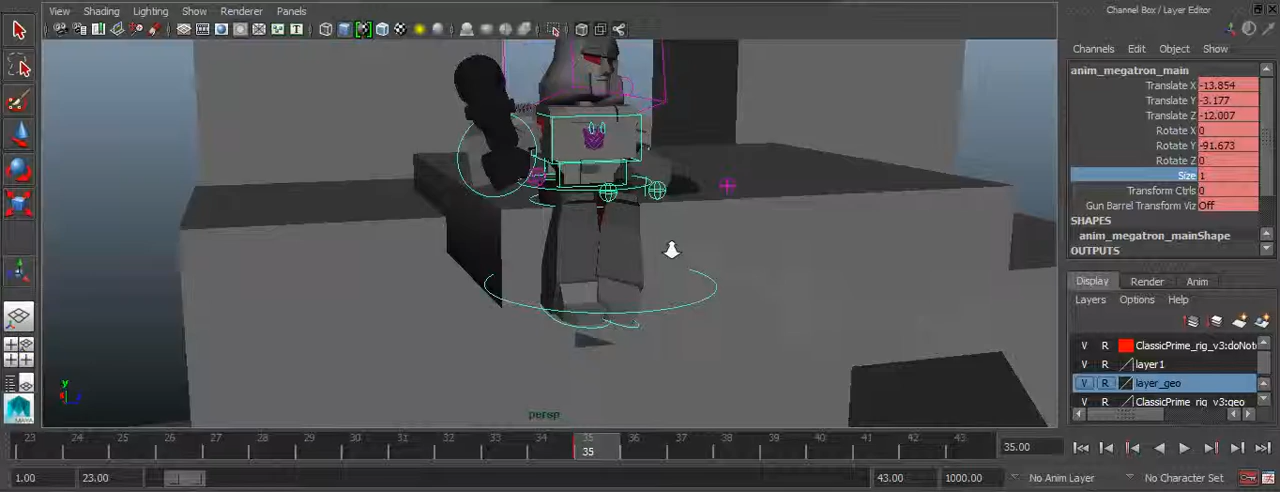 View Shading Lighting Show Renderer Panels
Channel Box / Layer Editor
Channels Edit Object Show
anim_megatron_main
Translate X -13.854
Translate Y -3.177
Translate Z -12.007
Rotate X 0
Rotate Y -91.673
Rotate Z 0
Size 1
Transform Ctrls 0
Gun Barrel Transform Viz Off
SHAPES
anim_megatron_mainShape
OUTPUTS
Display Render Anim
Layers Options Help
V R ClassicPrime_rig_v3:doNot
V R layer1
V R layer_geo
V R ClassicPrime_rig_v3:geo
y
persp
23 24 25 26 27 28 29 30 31 32 33 34 35 36 37 38 39 40 41 42 43
35
35.00
1.00 23.00 43.00 1000.00 No Anim Layer No Character Set